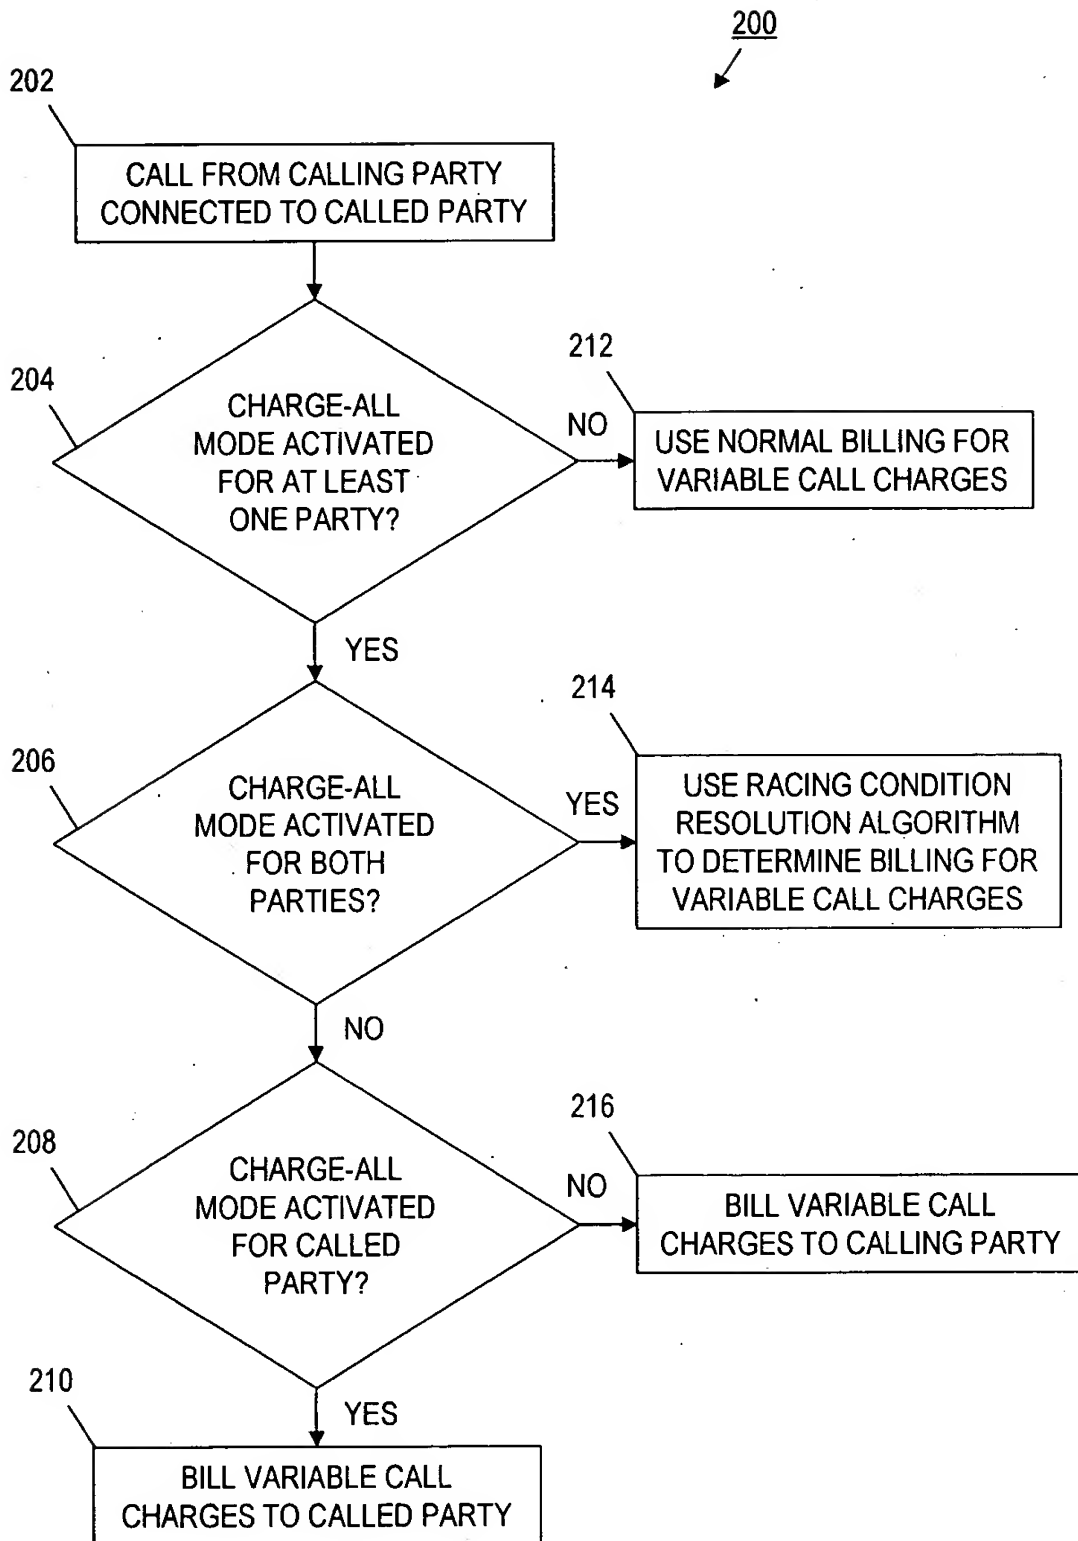 200
202
CALL FROM CALLING PARTY
CONNECTED TO CALLED PARTY
204
CHARGE-ALL
MODE ACTIVATED
FOR AT LEAST
ONE PARTY?
NO
212
USE NORMAL BILLING FOR
VARIABLE CALL CHARGES
YES
206
CHARGE-ALL
MODE ACTIVATED
FOR BOTH
PARTIES?
YES
214
USE RACING CONDITION
RESOLUTION ALGORITHM
TO DETERMINE BILLING FOR
VARIABLE CALL CHARGES
NO
208
CHARGE-ALL
MODE ACTIVATED
FOR CALLED
PARTY?
NO
216
BILL VARIABLE CALL
CHARGES TO CALLING PARTY
YES
210
BILL VARIABLE CALL
CHARGES TO CALLED PARTY